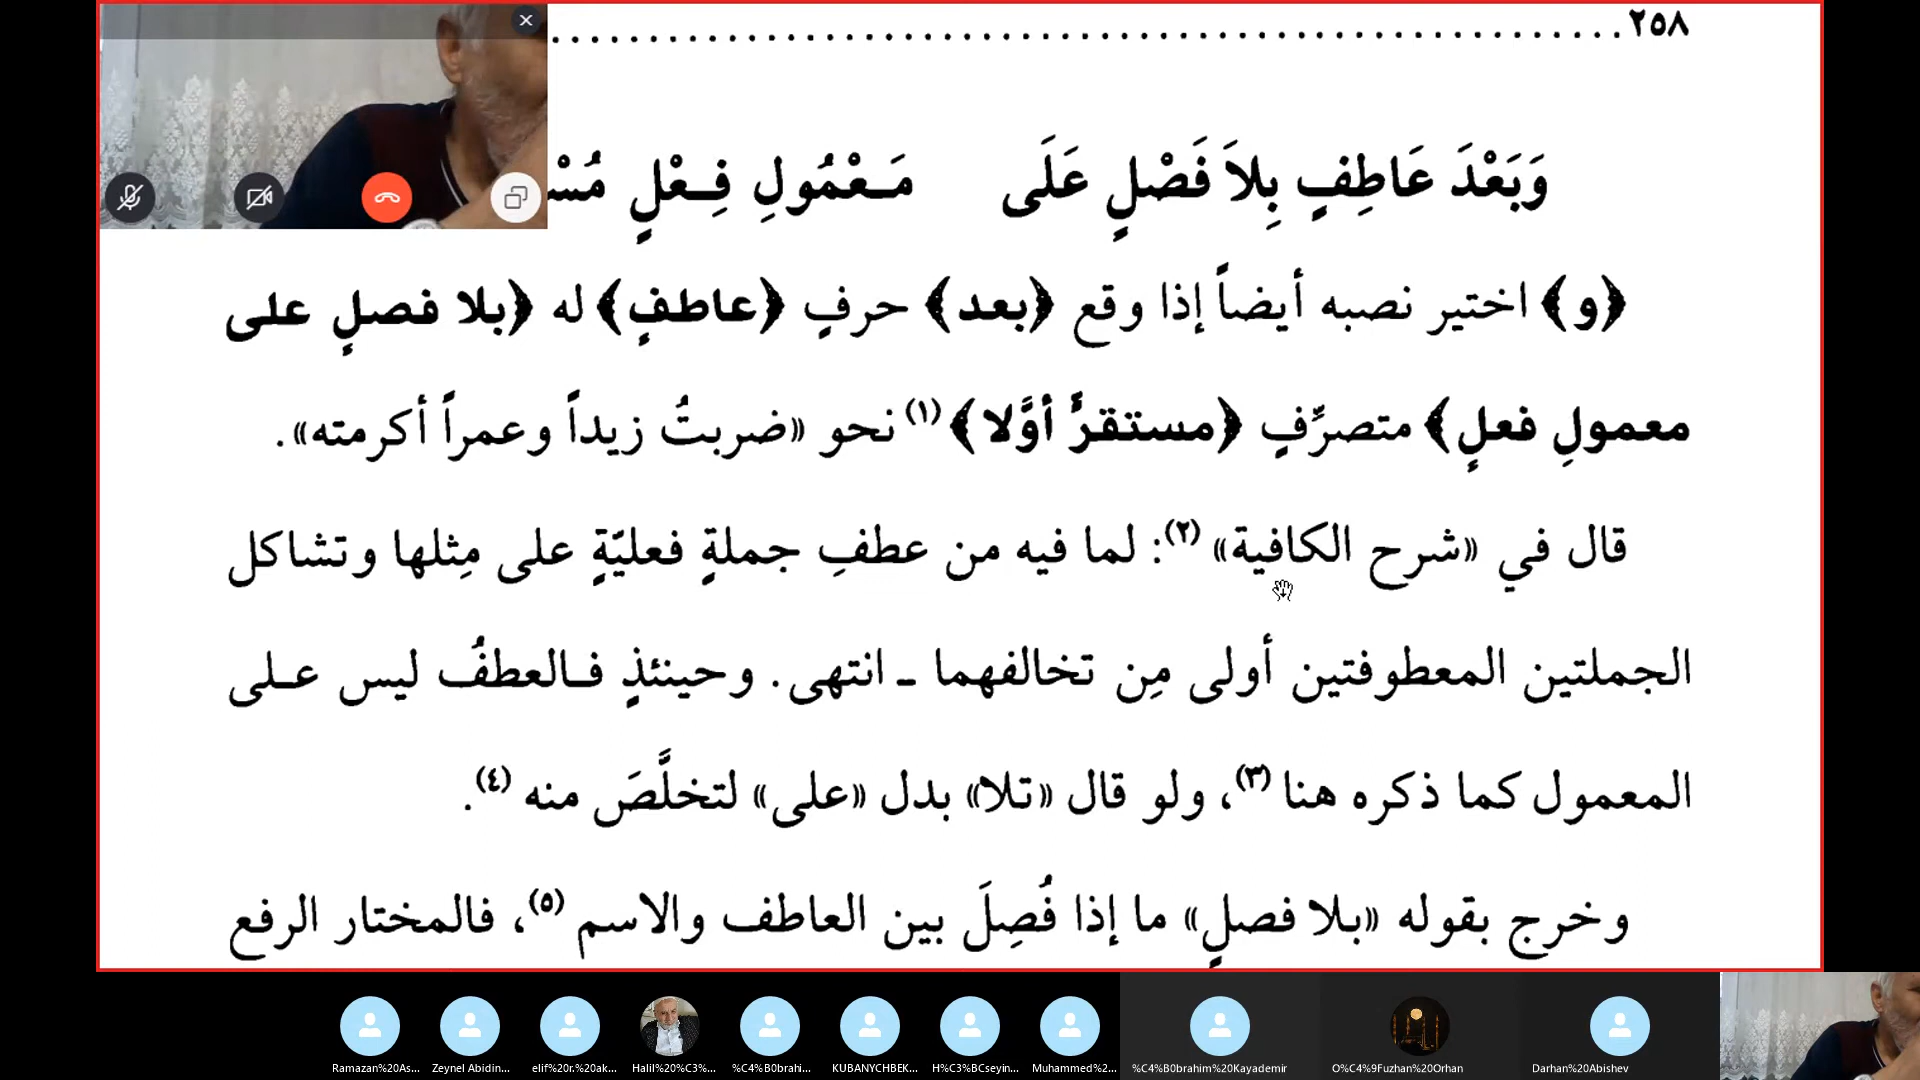 ٢٥٨
وَبَعْدَ عَاطِفٍ بِلاَ فَصْلٍ عَلَى مَـعْمُولِ فِـعْلٍ
﴿و﴾ اختير نصبه أيضاً إذا وقع ﴿بعد﴾ حرفٍ ﴿عاطفٍ﴾ له ﴿بلا فصلٍ على
معمولِ فعلٍ﴾ متصرِّفٍ ﴿مستقرٍّ أوَّلا﴾(١) نحو «ضربتُ زيداً وعمراً أكرمته».
قال في «شرح الكافية»(٢): لما فيه من عطفِ جملةٍ فعليّةٍ على مِثلها وتشاكل
الجملتين المعطوفتين أولى مِن تخالفهما ـ انتهى. وحينئذٍ فـالعطفُ ليس عـلى
المعمول كما ذكره هنا(٣)، ولو قال «تلا» بدل «على» لتخلَّصَ منه(٤).
وخرج بقوله «بلا فصلٍ» ما إذا فُصِلَ بين العاطف والاسم(٥)، فالمختار الرفع
Ramazan%20As...
Zeynel Abidin...
elif%20r.%20ak...
Halil%20%C3%...
%C4%B0brahi...
KUBANYCHBEK...
H%C3%BCseyin...
Muhammed%2...
%C4%B0brahim%20Kayademir
O%C4%9Fuzhan%20Orhan
Darhan%20Abishev